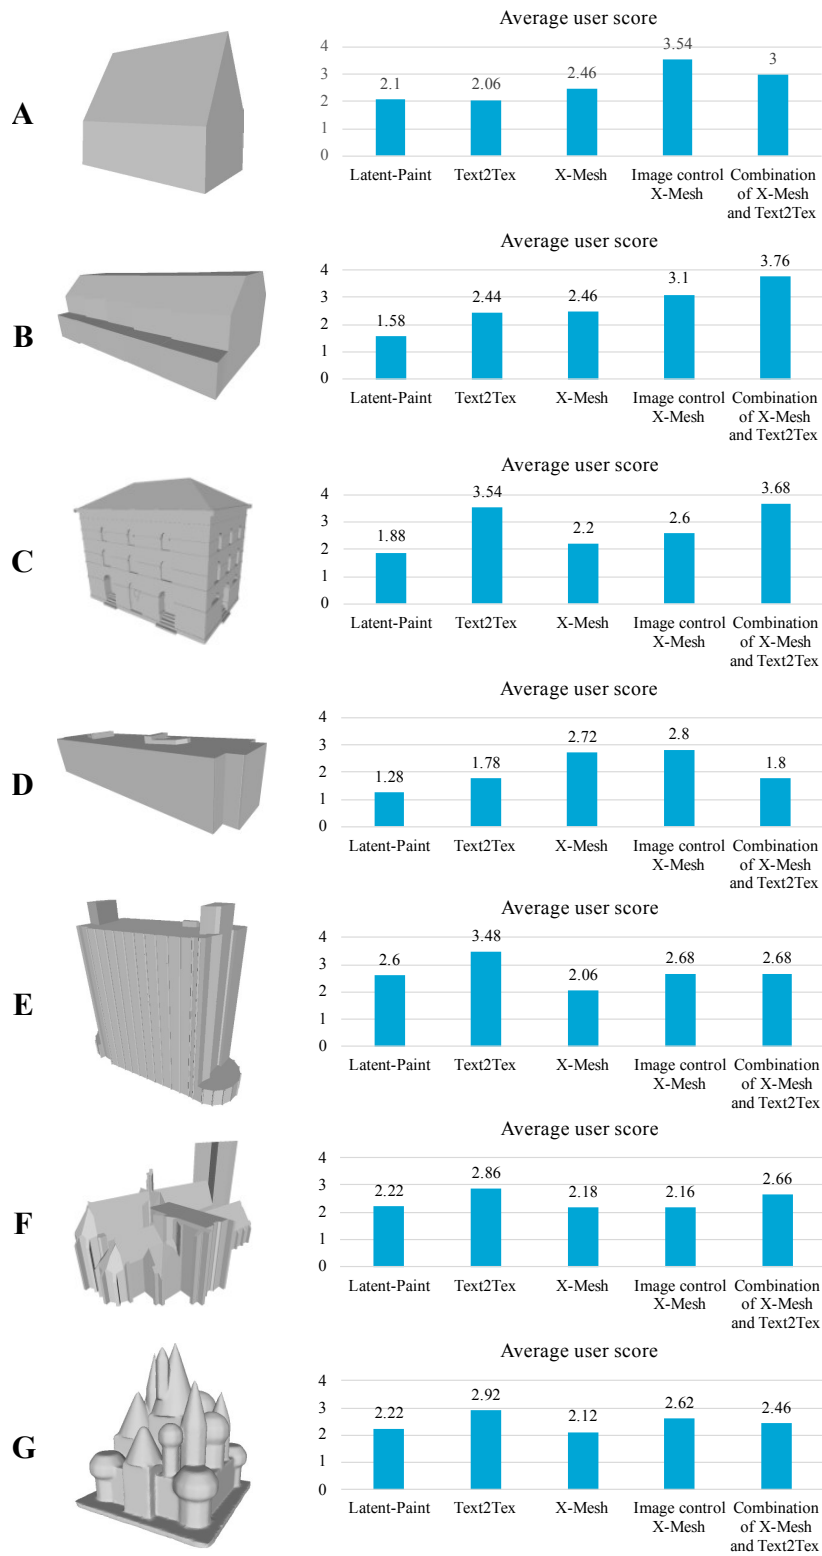 Average user score
4
3.54
3
3
2.46
2.1
2.06
2
A
1
0
Latent-Paint Text2Tex X-Mesh Image control Combination
X-Mesh of X-Mesh
and Text2Tex
Average user score
3.76
4
3.1
3
2.44
2.46
2
1.58
B
1
0
Latent-Paint Text2Tex X-Mesh Image control Combination
X-Mesh of X-Mesh
and Text2Tex
Average user score
3.54
3.68
4
3
2.6
2.2
1.88
2
C
1
0
Latent-Paint Text2Tex X-Mesh Image control Combination
X-Mesh of X-Mesh
and Text2Tex
Average user score
4
3
2.72
2.8
2
1.78
1.8
1.28
D
1
0
Latent-Paint Text2Tex X-Mesh Image control Combination
X-Mesh of X-Mesh
and Text2Tex
Average user score
4
3.48
3
2.6
2.68
2.68
2.06
2
E
1
0
Latent-Paint Text2Tex X-Mesh Image control Combination
X-Mesh of X-Mesh
and Text2Tex
Average user score
4
3
2.86
2.66
2.22
2.18
2.16
2
F
1
0
Latent-Paint Text2Tex X-Mesh Image control Combination
X-Mesh of X-Mesh
and Text2Tex
Average user score
4
3
2.92
2.62
2.46
2.22
2.12
2
G
1
0
Latent-Paint Text2Tex X-Mesh Image control Combination
X-Mesh of X-Mesh
and Text2Tex